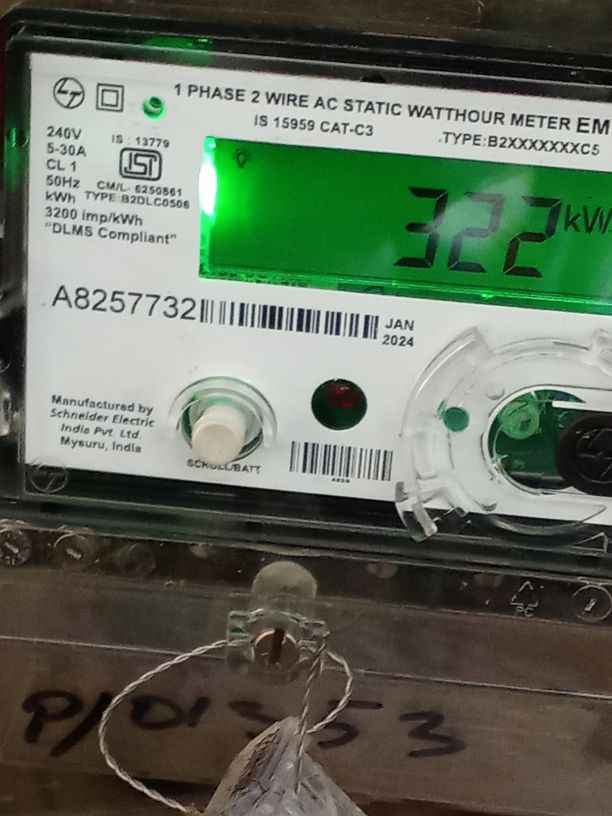 1 PHASE 2 WIRE AC STATIC WATTHOUR METER EM
IS 15959 CAT-C3
TYPE:B2XXXXXXXC5
240V
5-30A
CL 1
50Hz
kWh
IS : 13779
ISI
CM/L- 6250861
TYPE:B2DLC0506
3200 imp/kWh
"DLMS Compliant"
322 kW
A8257732
JAN
2024
Manufactured by
Schneider Electric
India Pvt. Ltd.
Mysuru, India
SCROLL/BATT
PC